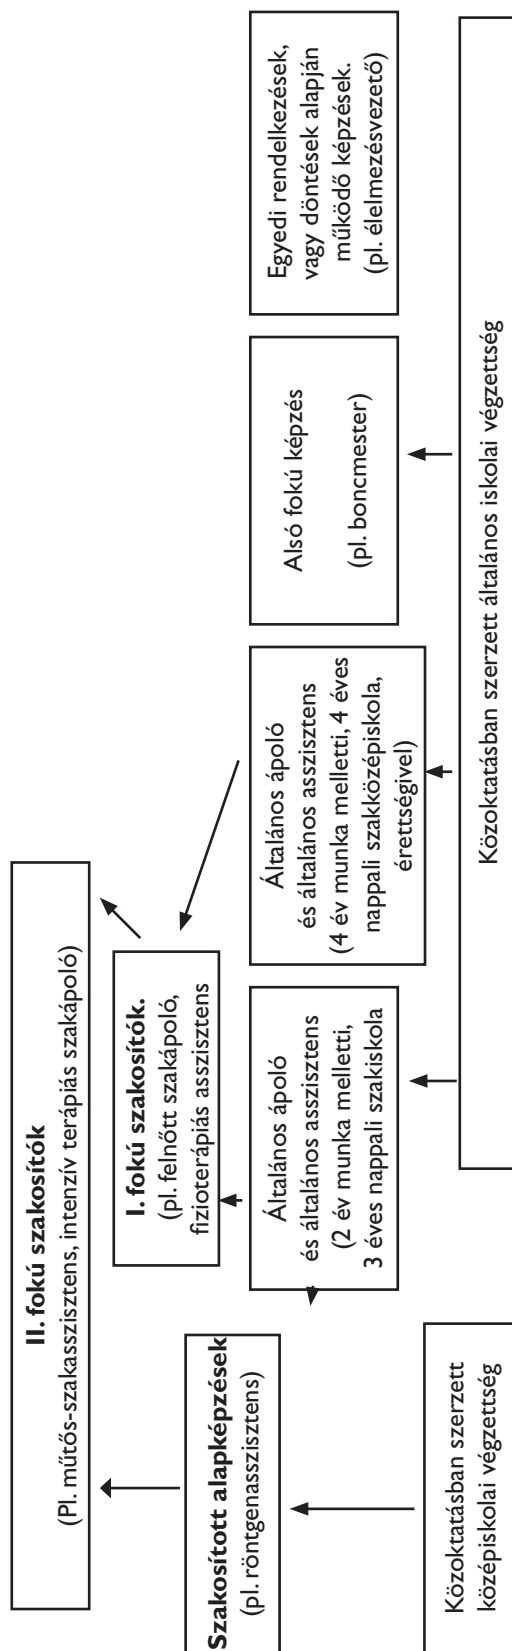 II. fokú szakosítók
(Pl. műtős-szakasszisztens, intenzív terápiás szakápoló)
I. fokú szakosítók.
(pl. felnőtt szakápoló,
fizioterápiás asszisztens
Szakosított alapképzések
(pl. röntgenasszisztens)
Általános ápoló
és általános asszisztens
(2 év munka melletti,
3 éves nappali szakiskola
Általános ápoló
és általános asszisztens
(4 év munka melletti, 4 éves
nappali szakközépiskola,
érettségivel)
Alsó fokú képzés
(pl. boncmester)
Egyedi rendelkezések,
vagy döntések alapján
működő képzések.
(pl. élelmezésvezető)
Közoktatásban szerzett
középiskolai végzettség
Közoktatásban szerzett általános iskolai végzettség